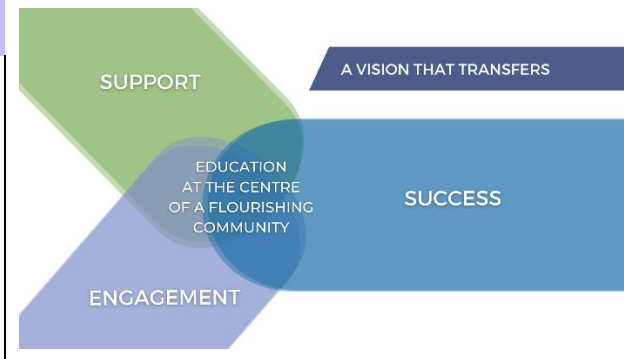 SUPPORT
A VISION THAT TRANSFERS
EDUCATION
AT THE CENTRE
OF A FLOURISHING
COMMUNITY
SUCCESS
ENGAGEMENT